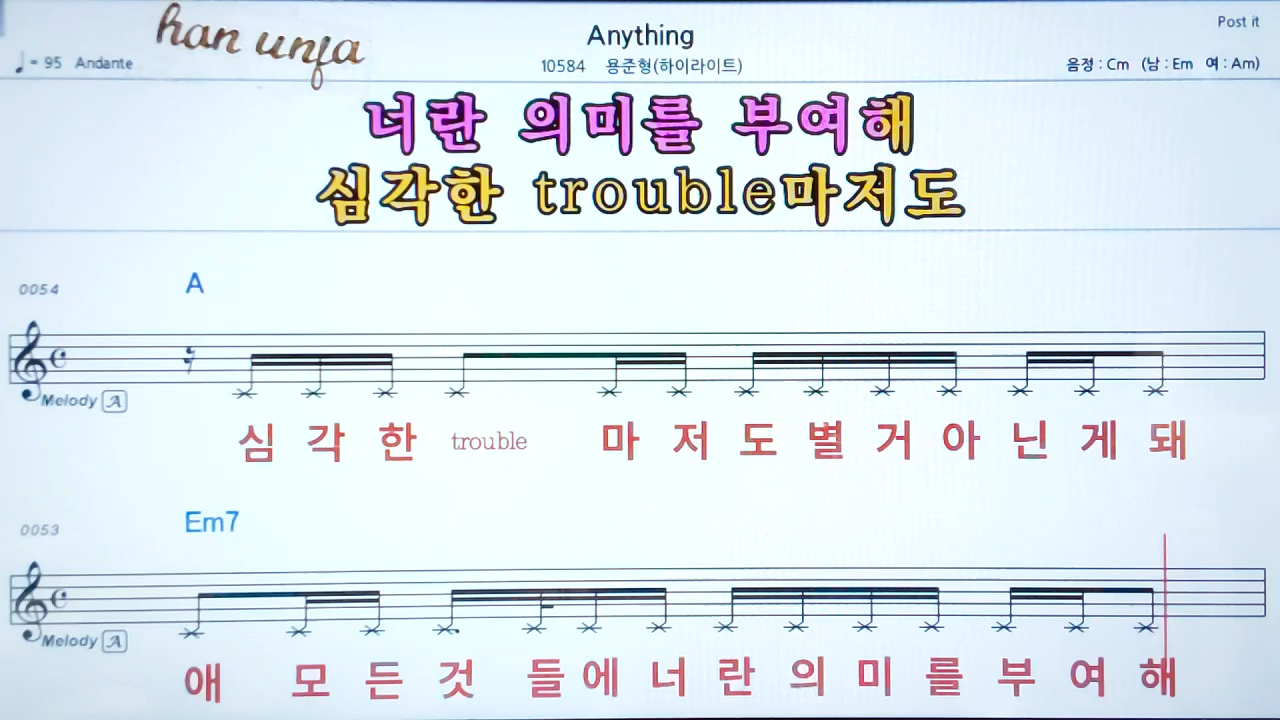 han unfa
Anything
Post it
♩= 95 Andante
10584 용준형(하이라이트)
음정 : Cm (남 : Em 여 : Am)
너란 의미를 부여해
심각한 trouble마저도
0054
A
Melody A
심 각 한 trouble 마 저 도 별 거 아 닌 게 돼
0053
Em7
Melody A
애 모 든 것 들 에 너 란 의 미 를 부 여 해